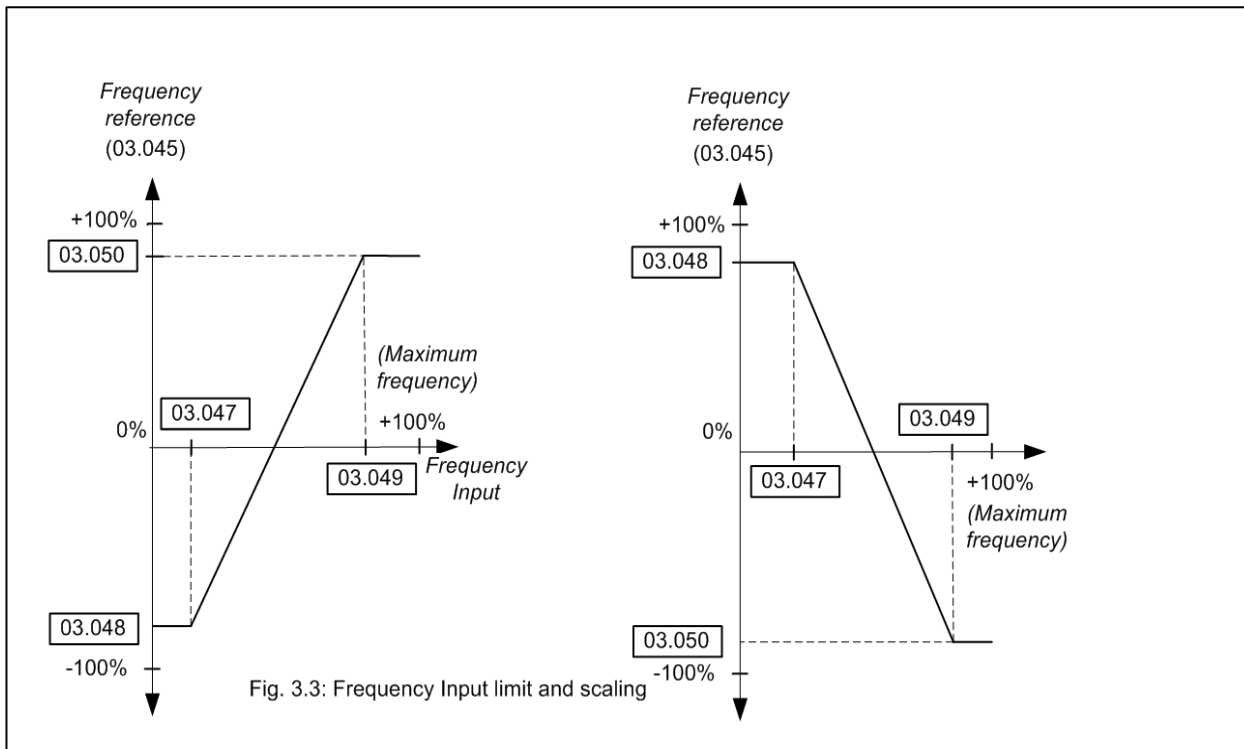 Frequency
reference
(03.045)
+100%
03.050
(Maximum
frequency)
03.047
+100%
0%
03.049
Frequency
Input
03.048
-100%
Frequency
reference
(03.045)
+100%
03.048
03.049
0%
03.047
+100%
(Maximum
frequency)
03.050
-100%
Fig. 3.3: Frequency Input limit and scaling